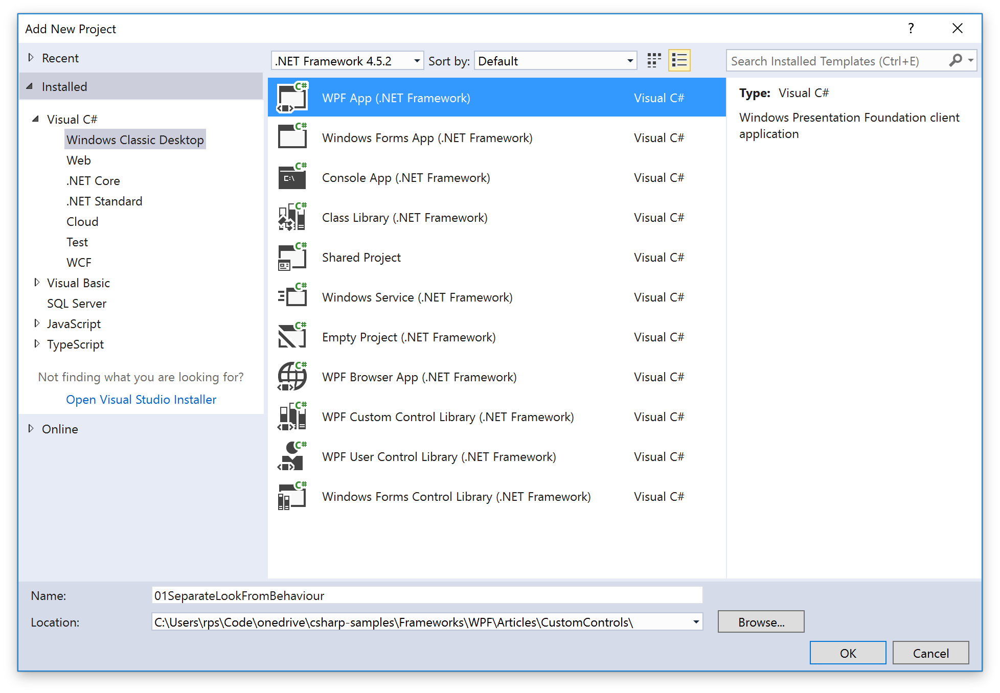 Add New Project
?
Recent
.NET Framework 4.5.2
Sort by:
Default
Search Installed Templates (Ctrl+E)
Installed
Visual C#
Windows Classic Desktop
Web
.NET Core
.NET Standard
Cloud
Test
WCF
Visual Basic
SQL Server
JavaScript
TypeScript
Not finding what you are looking for?
Open Visual Studio Installer
Online
C#
WPF App (.NET Framework)
Visual C#
C#
Windows Forms App (.NET Framework)
Visual C#
C#
C:\
Console App (.NET Framework)
Visual C#
C#
Class Library (.NET Framework)
Visual C#
C#
Shared Project
Visual C#
C#
Windows Service (.NET Framework)
Visual C#
C#
Empty Project (.NET Framework)
Visual C#
C#
WPF Browser App (.NET Framework)
Visual C#
C#
WPF Custom Control Library (.NET Framework)
Visual C#
C#
WPF User Control Library (.NET Framework)
Visual C#
C#
Windows Forms Control Library (.NET Framework)
Visual C#
Type: Visual C#
Windows Presentation Foundation client
application
Name:
01SeparateLookFromBehaviour
Location:
C:\Users\rps\Code\onedrive\csharp-samples\Frameworks\WPF\Articles\CustomControls\
Browse...
OK
Cancel